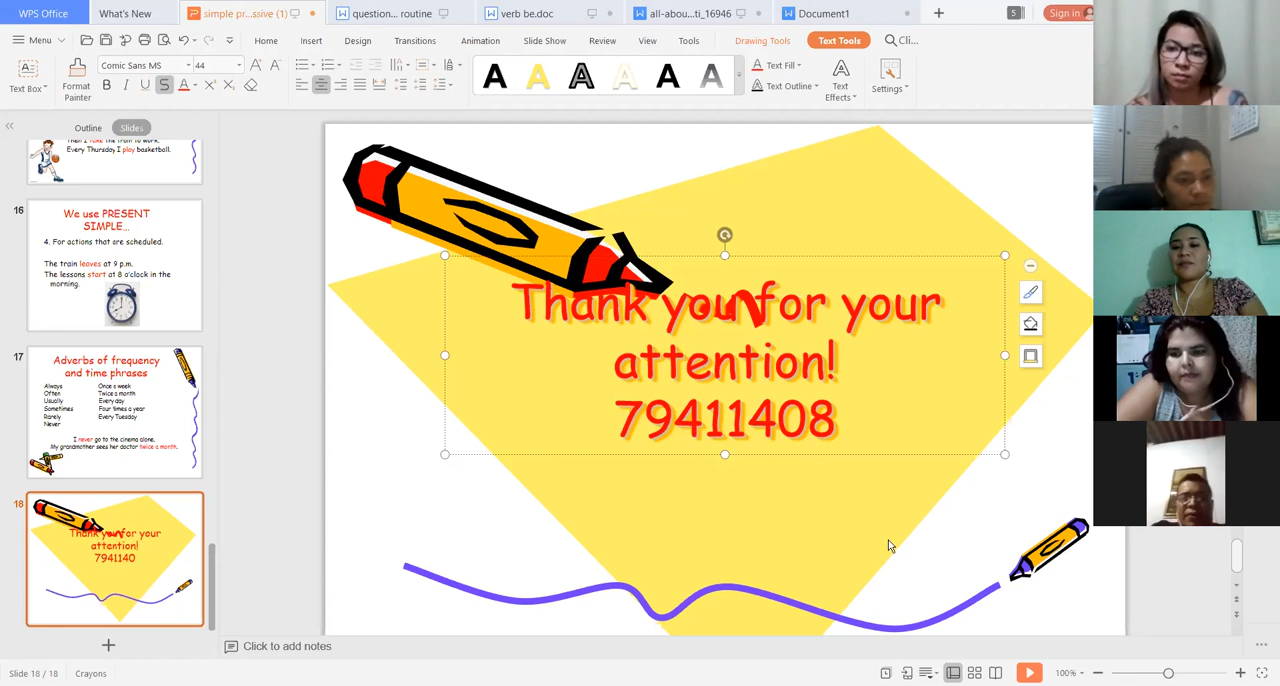 WPS Office
What's New
simple pr...ssive (1)
question... routine
verb be.doc
all-abou...ti_16946
Document1
5
Sign in
Menu
Home
Insert
Design
Transitions
Animation
Slide Show
Review
View
Tools
Drawing Tools
Text Tools
Cli...
Text Box
Format
Painter
Comic Sans MS
44
A A A A A A
Text Fill
Text Outline
Text
Effects
Settings
Outline
Slides
Every Thursday I play basketball.
16
We use PRESENT
SIMPLE...
4. For actions that are scheduled.
The train leaves at 9 p.m.
The lessons start at 8 o'clock in the
morning.
17
Adverbs of frequency
and time phrases
Always
Often
Usually
Sometimes
Rarely
Never
Once a week
Twice a month
Every day
Four times a year
Every Tuesday
I never go to the cinema alone.
My grandmother sees her doctor twice a month.
18
Thank you for your
attention!
7941140
Thank you for your
attention!
79411408
Click to add notes
Slide 18 / 18
Crayons
100%